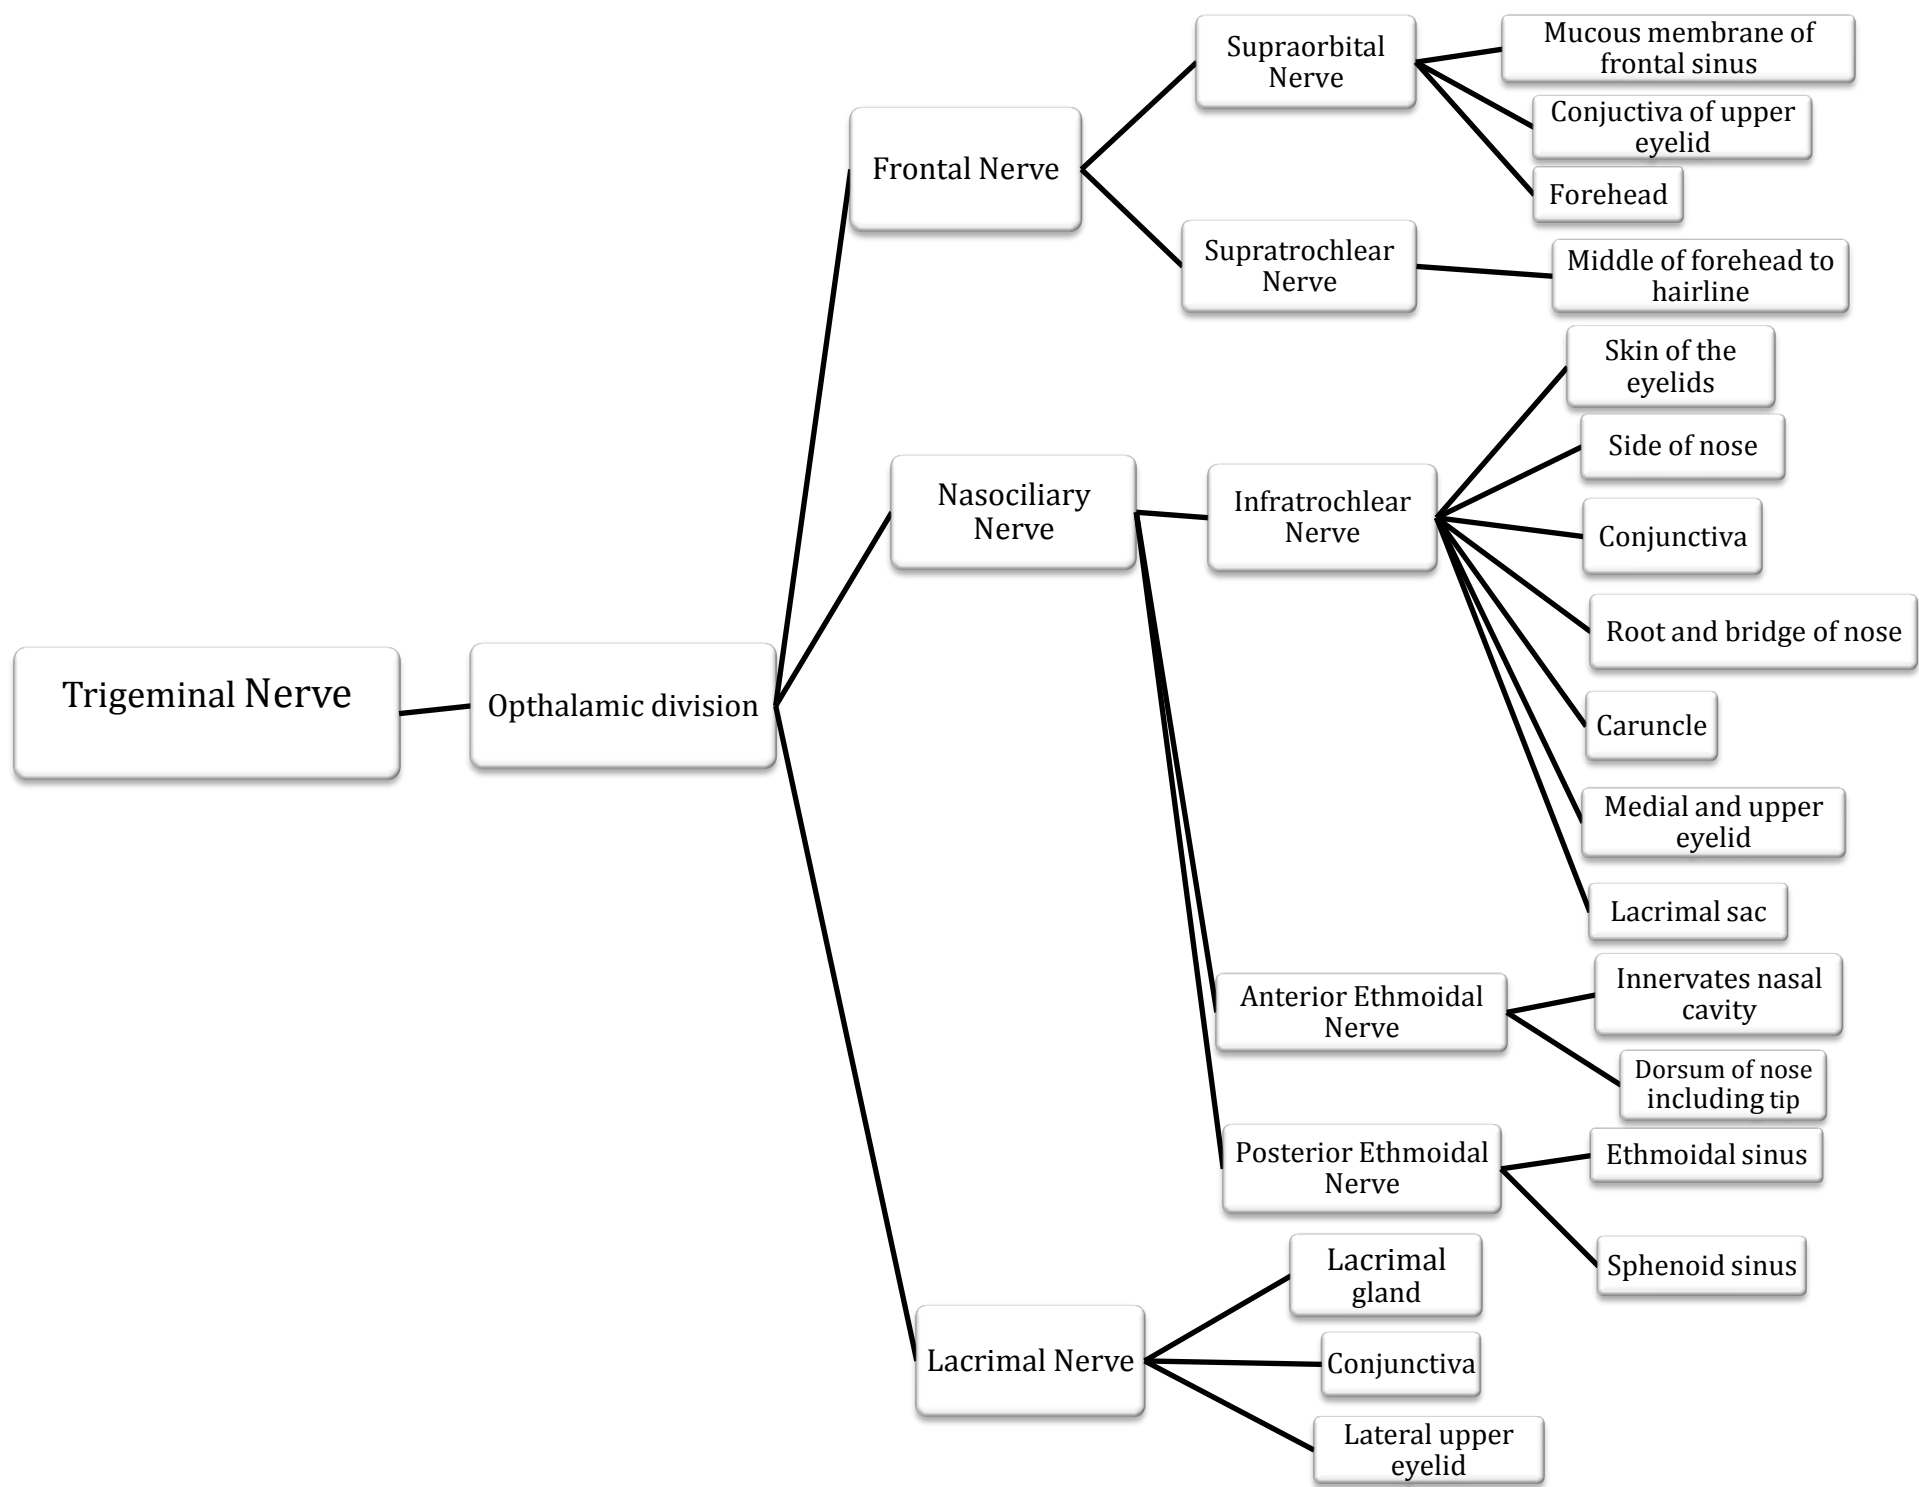 Trigeminal Nerve
Opthalamic division
Frontal Nerve
Supraorbital
Nerve
Mucous membrane of
frontal sinus
Conjuctiva of upper
eyelid
Forehead
Supratrochlear
Nerve
Middle of forehead to
hairline
Nasociliary
Nerve
Infratrochlear
Nerve
Skin of the
eyelids
Side of nose
Conjunctiva
Root and bridge of nose
Caruncle
Medial and upper
eyelid
Lacrimal sac
Anterior Ethmoidal
Nerve
Innervates nasal
cavity
Dorsum of nose
including tip
Posterior Ethmoidal
Nerve
Ethmoidal sinus
Sphenoid sinus
Lacrimal Nerve
Lacrimal
gland
Conjunctiva
Lateral upper
eyelid